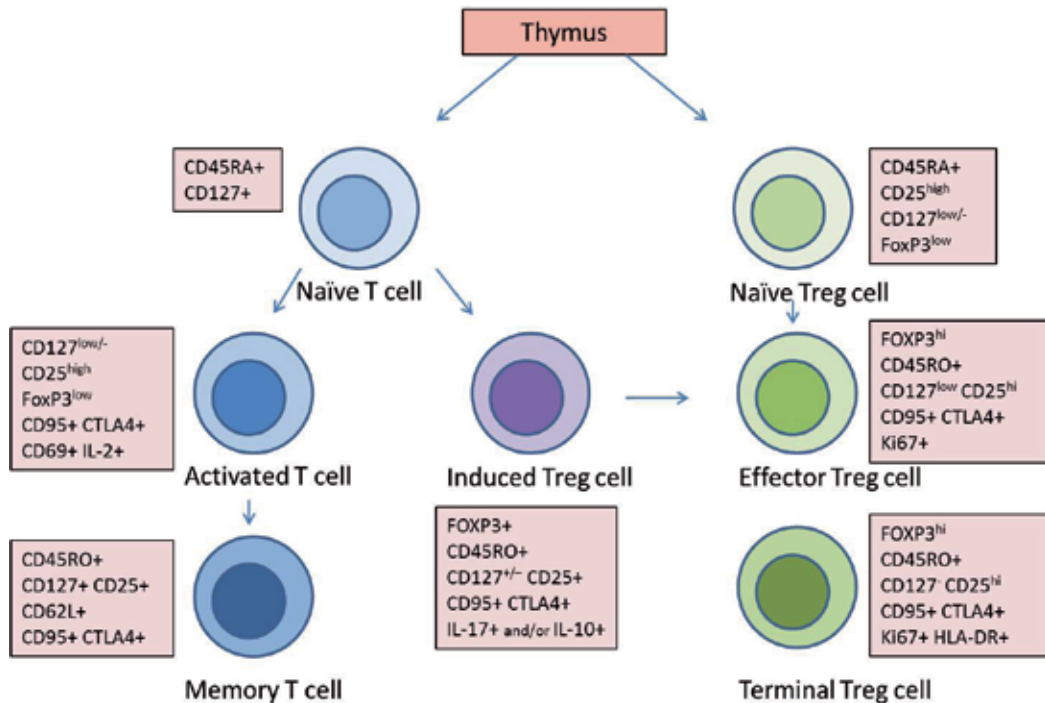 Thymus
CD45RA+
CD127+
Naïve T cell
CD45RA+
CD25high
CD127low/-
FoxP3low
Naïve Treg cell
CD127low/-
CD25high
FoxP3low
CD95+ CTLA4+
CD69+ IL-2+
Activated T cell
Induced Treg cell
FOXP3hi
CD45RO+
CD127low CD25hi
CD95+ CTLA4+
Ki67+
Effector Treg cell
CD45RO+
CD127+ CD25+
CD62L+
CD95+ CTLA4+
Memory T cell
FOXP3+
CD45RO+
CD127+/– CD25+
CD95+ CTLA4+
IL-17+ and/or IL-10+
FOXP3hi
CD45RO+
CD127- CD25hi
CD95+ CTLA4+
Ki67+ HLA-DR+
Terminal Treg cell